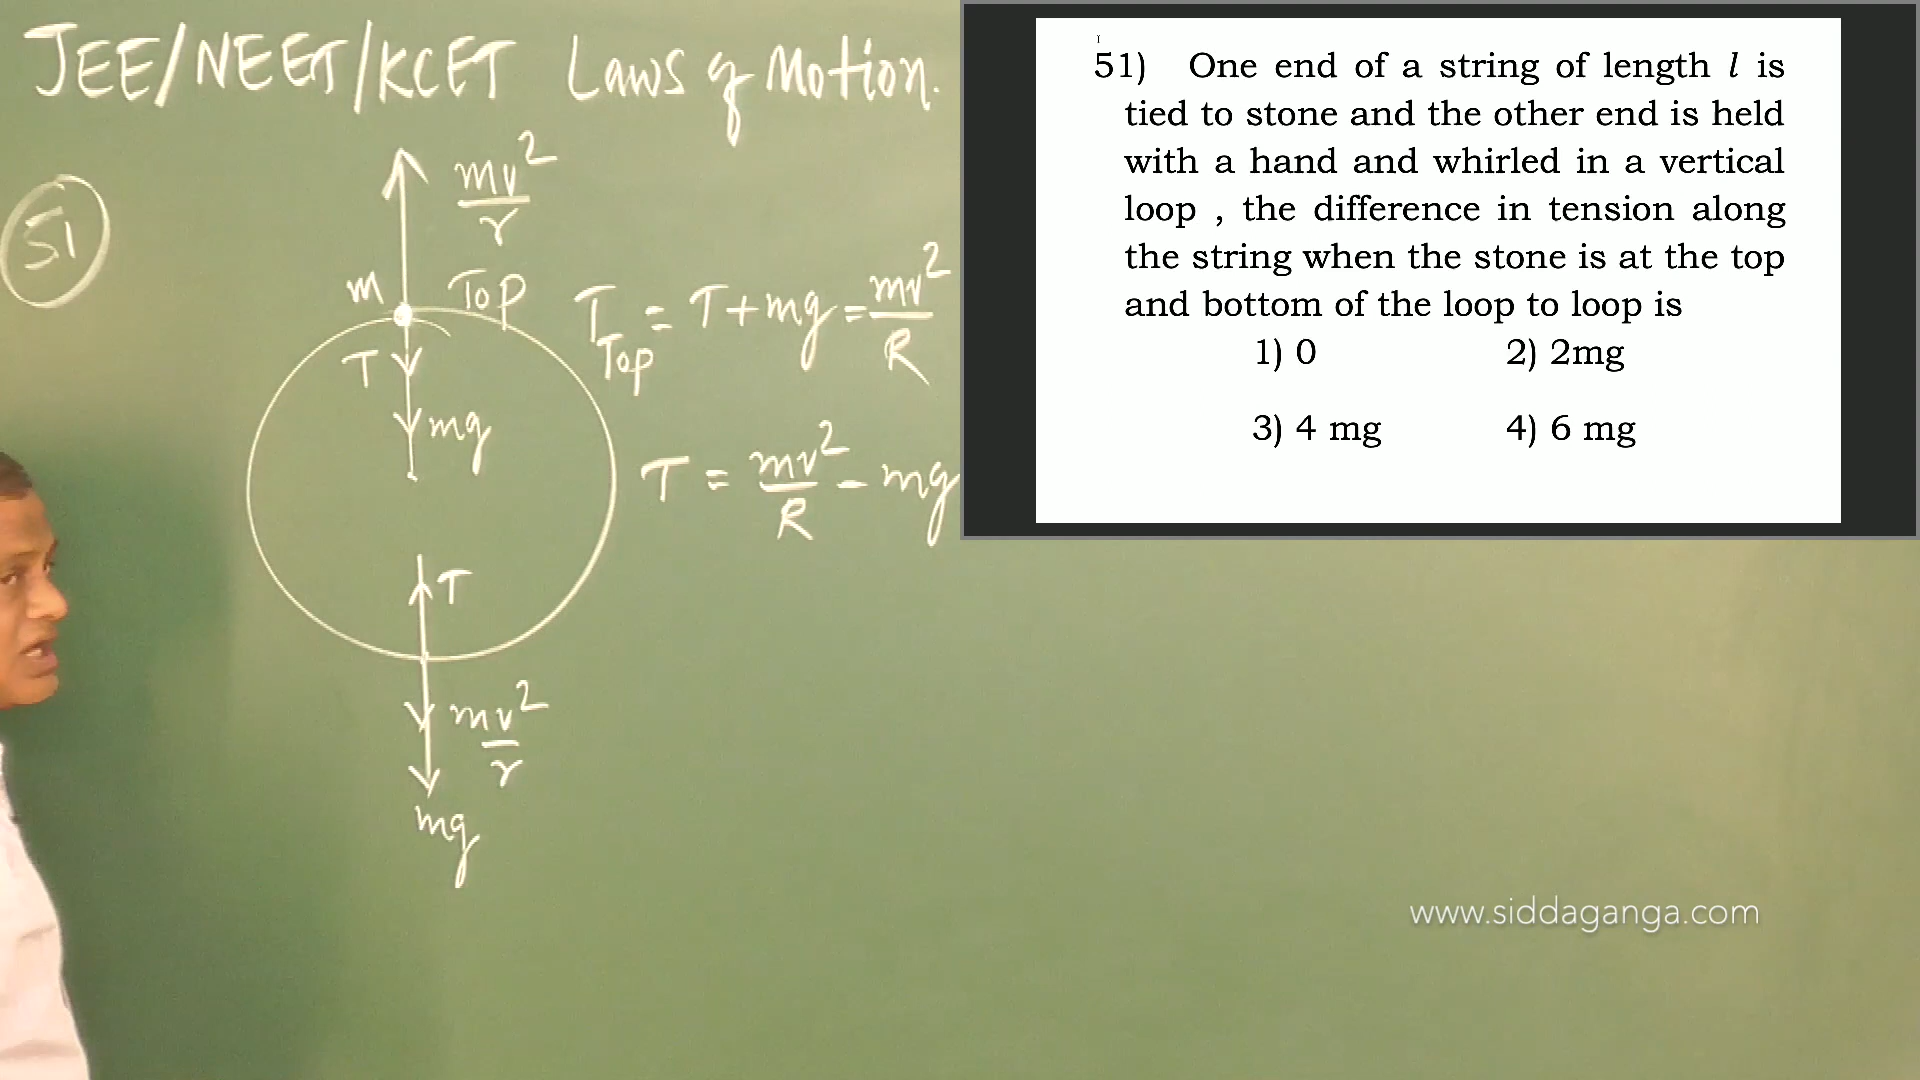 JEE/NEET/KCET Laws of Motion.
51
mv²
r
m
TOP
T
mg
T Top = T + mg = mv²/R
T = mv²/R - mg
T
mv²
r
mg
51) One end of a string of length l is
tied to stone and the other end is held
with a hand and whirled in a vertical
loop , the difference in tension along
the string when the stone is at the top
and bottom of the loop to loop is
1) 0 2) 2mg
3) 4 mg 4) 6 mg
www.siddaganga.com